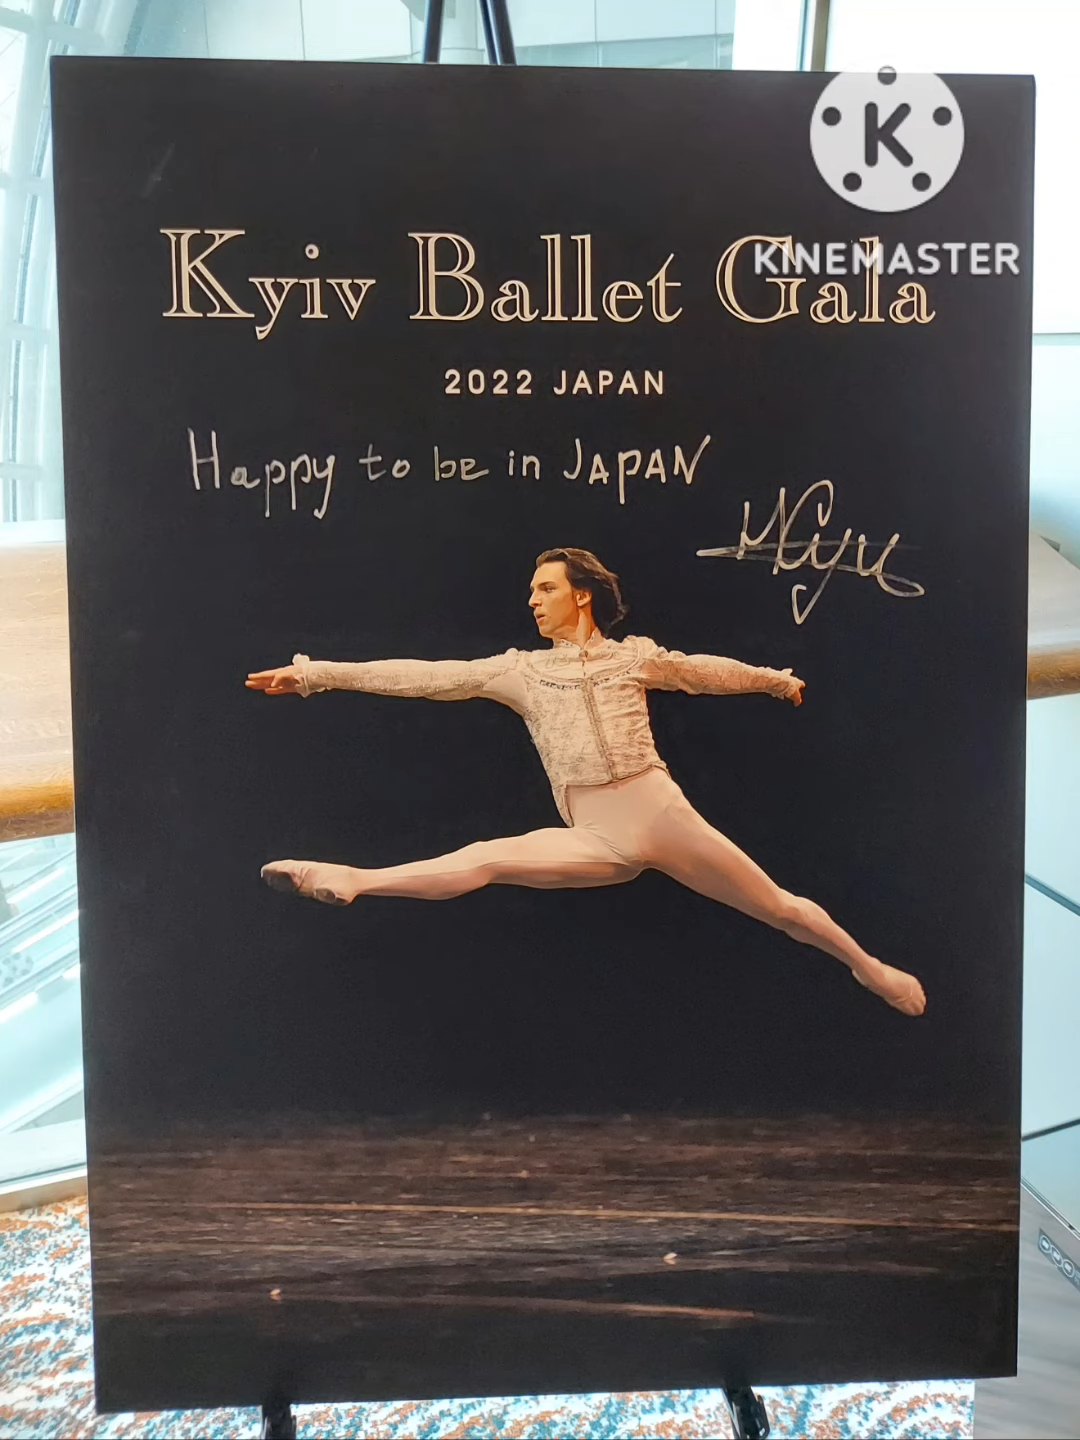 K
KINEMASTER
Kyiv Ballet Gala
2022 JAPAN
Happy to be in JAPAN